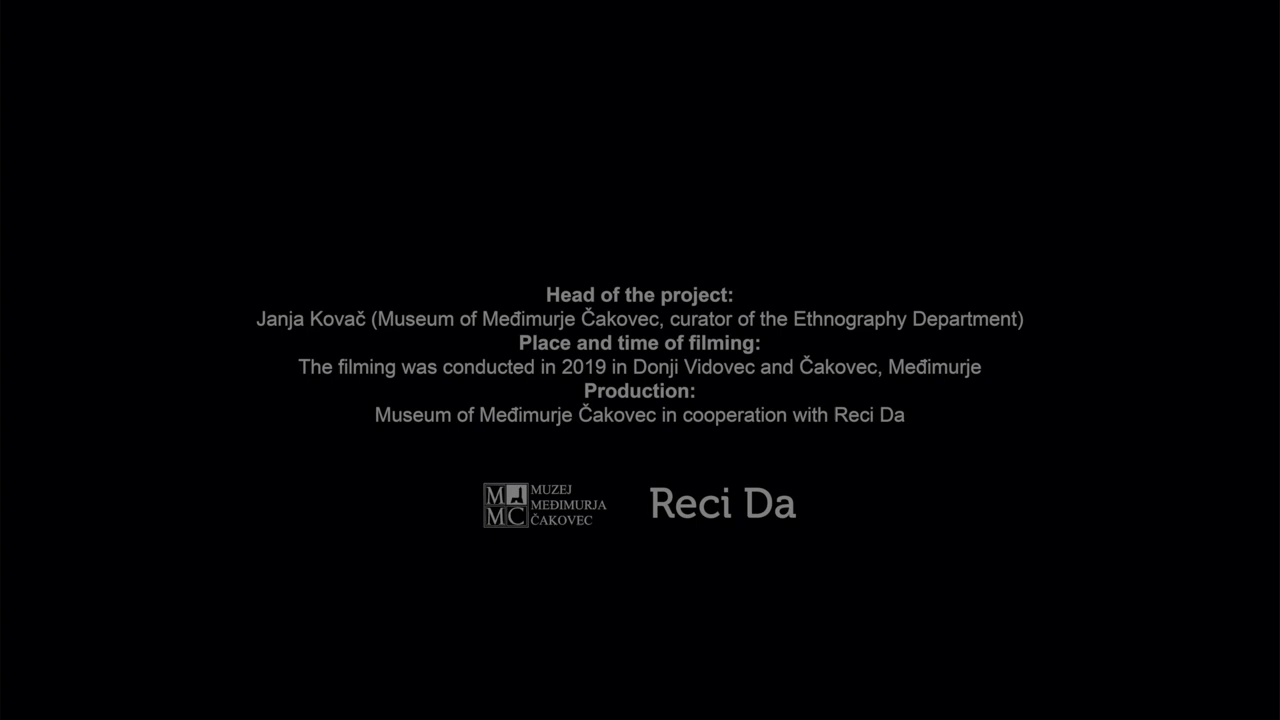 Head of the project:
Janja Kovač (Museum of Međimurje Čakovec, curator of the Ethnography Department)
Place and time of filming:
The filming was conducted in 2019 in Donji Vidovec and Čakovec, Međimurje
Production:
Museum of Međimurje Čakovec in cooperation with Reci Da
M
MC
MUZEJ
MEĐIMURJA
ČAKOVEC
Reci Da